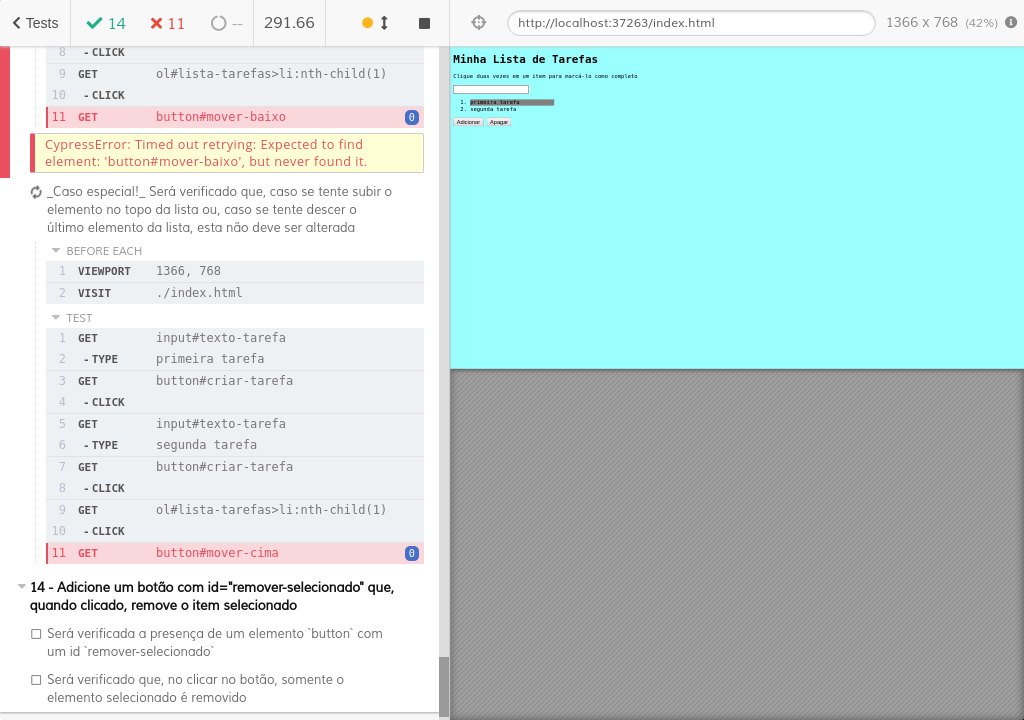 Tests 14 11 -- 291.66
http://localhost:37263/index.html 1366 x 768 (42%)
8 - CLICK
9 GET ol#lista-tarefas>li:nth-child(1)
10 - CLICK
11 GET button#mover-baixo 0
CypressError: Timed out retrying: Expected to find
element: 'button#mover-baixo', but never found it.
_Caso especial!_ Será verificado que, caso se tente subir o
elemento no topo da lista ou, caso se tente descer o
último elemento da lista, esta não deve ser alterada
BEFORE EACH
1 VIEWPORT 1366, 768
2 VISIT ./index.html
TEST
1 GET input#texto-tarefa
2 - TYPE primeira tarefa
3 GET button#criar-tarefa
4 - CLICK
5 GET input#texto-tarefa
6 - TYPE segunda tarefa
7 GET button#criar-tarefa
8 - CLICK
9 GET ol#lista-tarefas>li:nth-child(1)
10 - CLICK
11 GET button#mover-cima 0
14 - Adicione um botão com id="remover-selecionado" que,
quando clicado, remove o item selecionado
Será verificada a presença de um elemento `button` com
um id `remover-selecionado`
Será verificado que, no clicar no botão, somente o
elemento selecionado é removido
Minha Lista de Tarefas
Clique duas vezes em um item para marcá-lo como completo
1. primeira tarefa
2. segunda tarefa
Adicionar Apagar